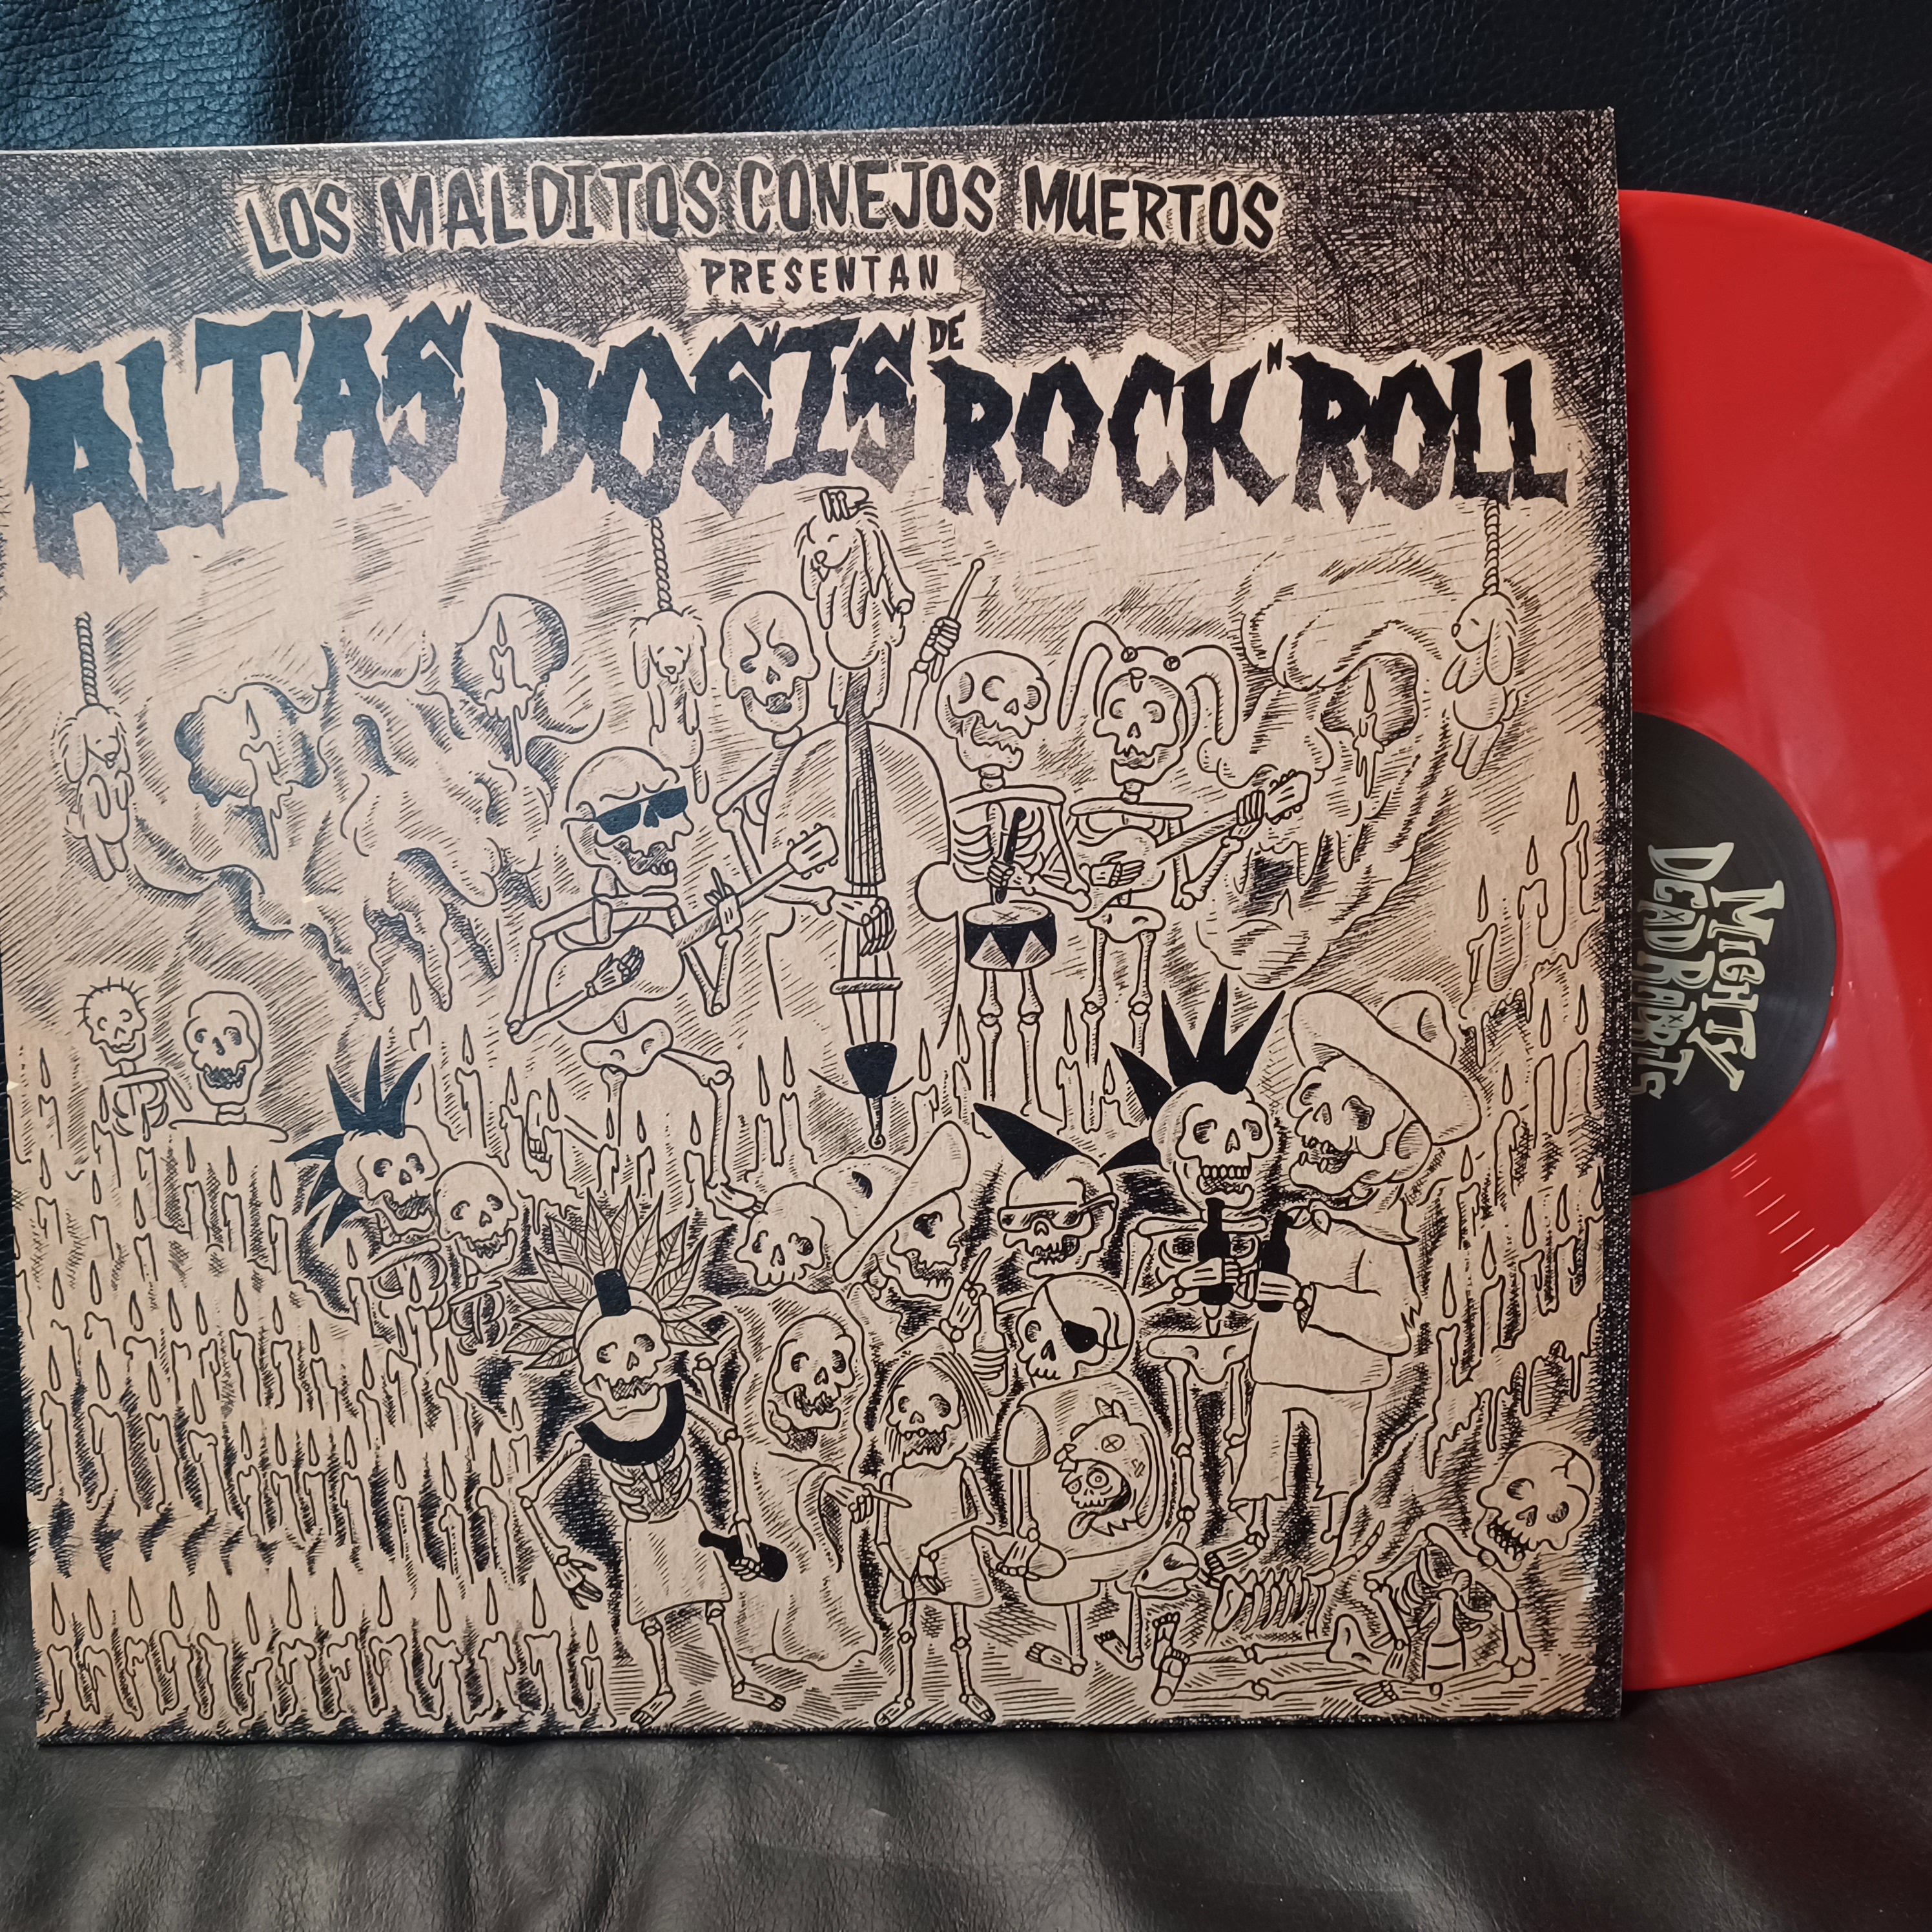 LOS MALDITOS CONEJOS MUERTOS
PRESENTAN
ALTAS DOSIS DE ROCK "N" ROLL
MIGHTY
DEAD RABBITS